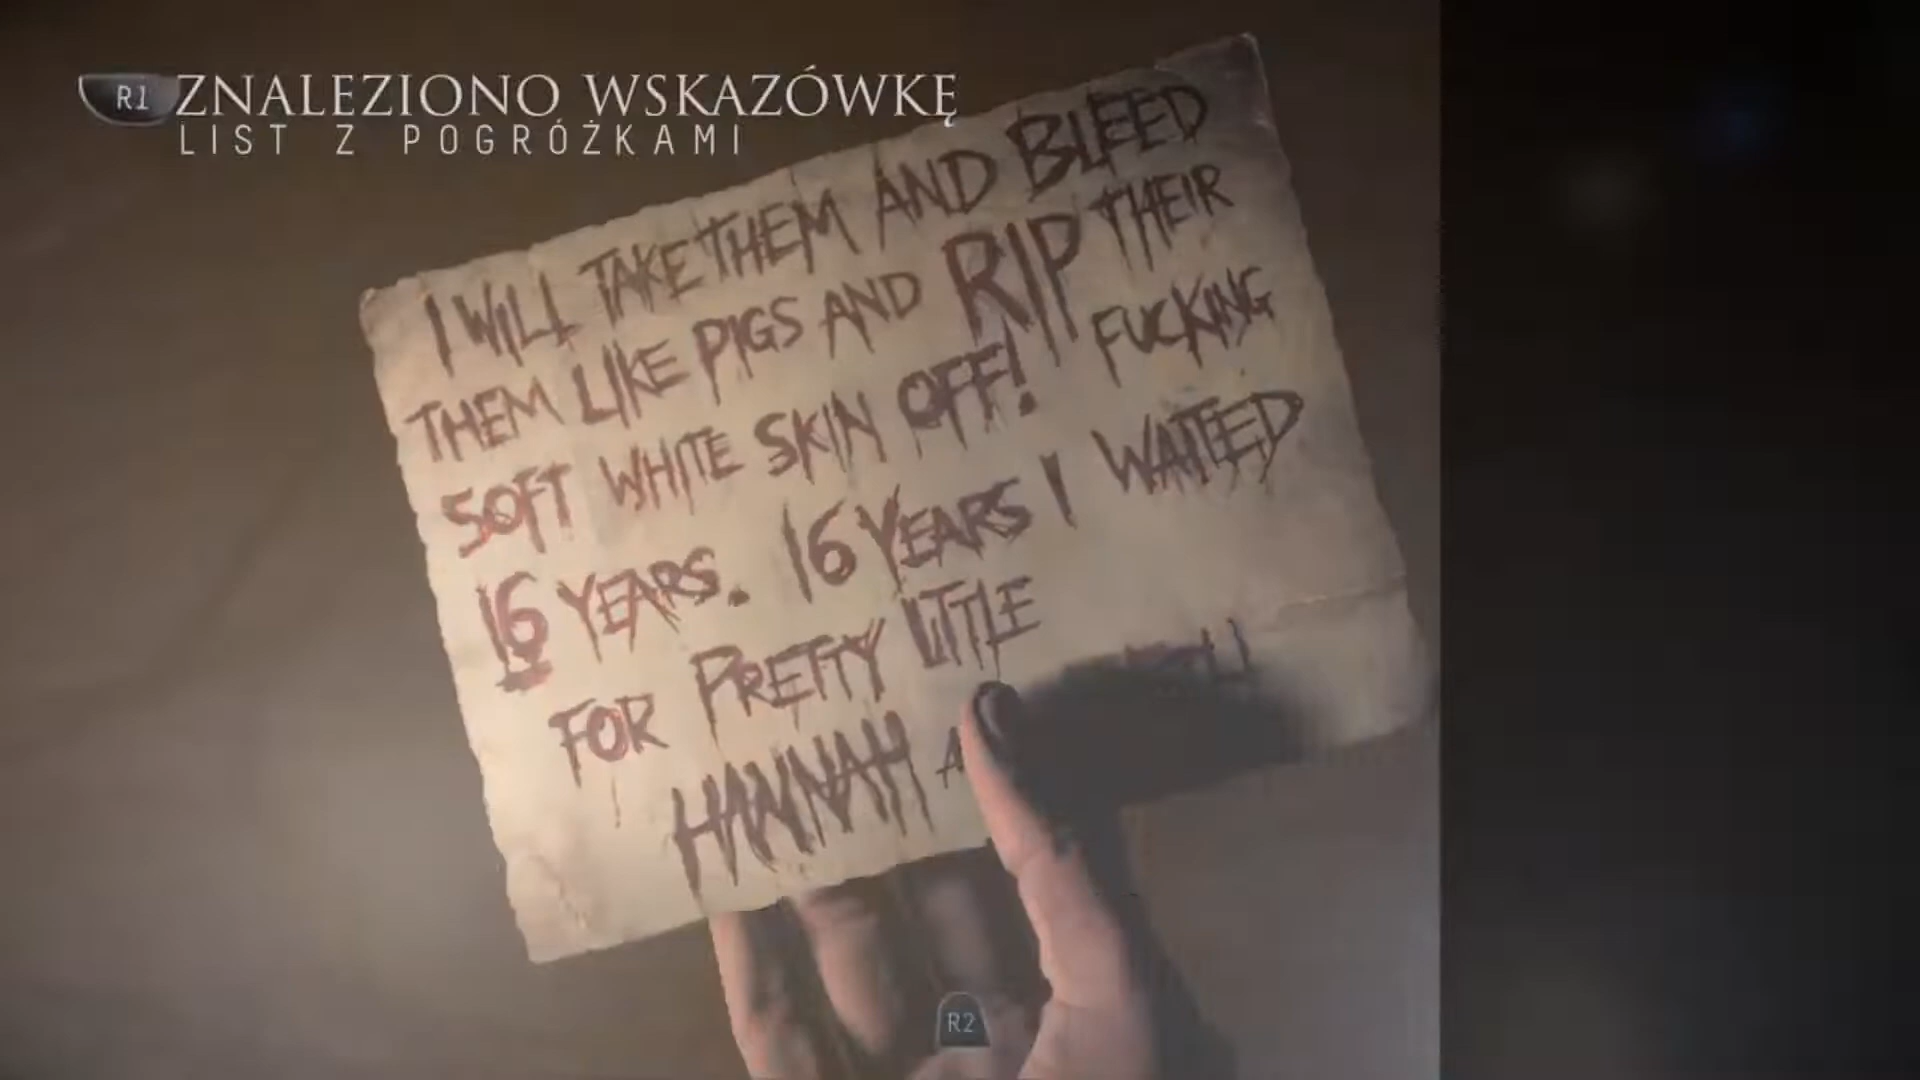 R1 ZNALEZIONO WSKAZÓWKĘ
LIST Z POGRÓŻKAMI
I WILL TAKE THEM AND BLEED
THEM LIKE PIGS AND RIP THEIR
SOFT WHITE SKIN OFF! FUCKING
16 YEARS. 16 YEARS I WAITED
FOR PRETTY LITTLE
HANNAH
R2